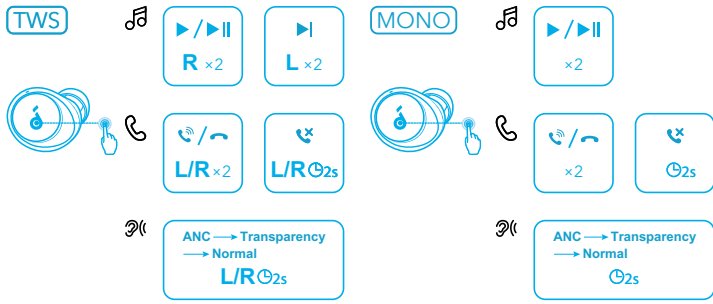 TWS
R ×2
L ×2
L/R ×2
L/R 2s
ANC → Transparency
→ Normal
L/R 2s
MONO
×2
×2
2s
ANC → Transparency
→ Normal
2s